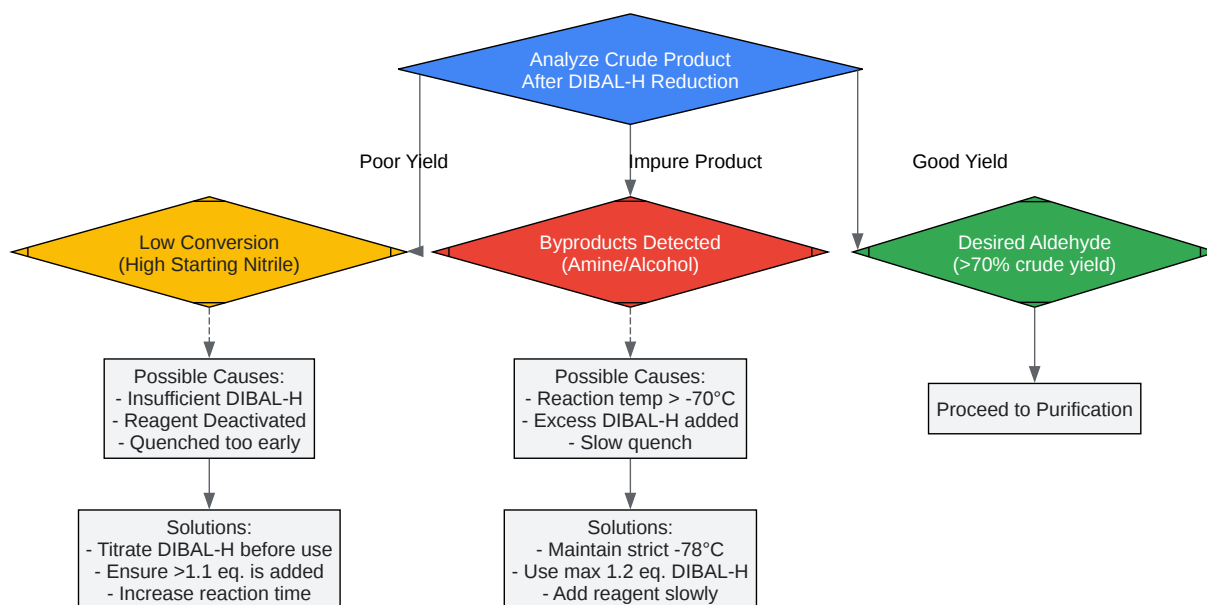 Analyze Crude Product
After DIBAL-H Reduction
Poor Yield
Impure Product
Good Yield
Low Conversion
(High Starting Nitrile)
Byproducts Detected
(Amine/Alcohol)
Desired Aldehyde
(>70% crude yield)
Possible Causes:
- Insufficient DIBAL-H
- Reagent Deactivated
- Quenched too early
Possible Causes:
- Reaction temp > -70°C
- Excess DIBAL-H added
- Slow quench
Proceed to Purification
Solutions:
- Titrate DIBAL-H before use
- Ensure >1.1 eq. is added
- Increase reaction time
Solutions:
- Maintain strict -78°C
- Use max 1.2 eq. DIBAL-H
- Add reagent slowly